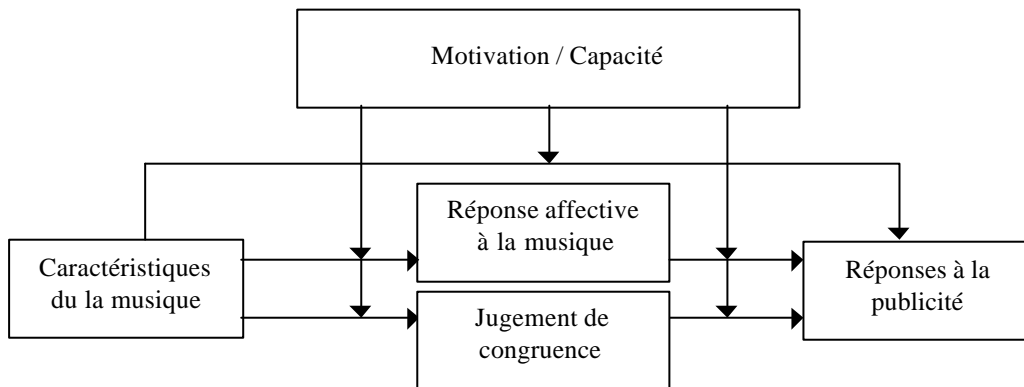 Motivation / Capacité
Réponse affective
à la musique
Caractéristiques
du la musique
Réponses à la
publicité
Jugement de
congruence